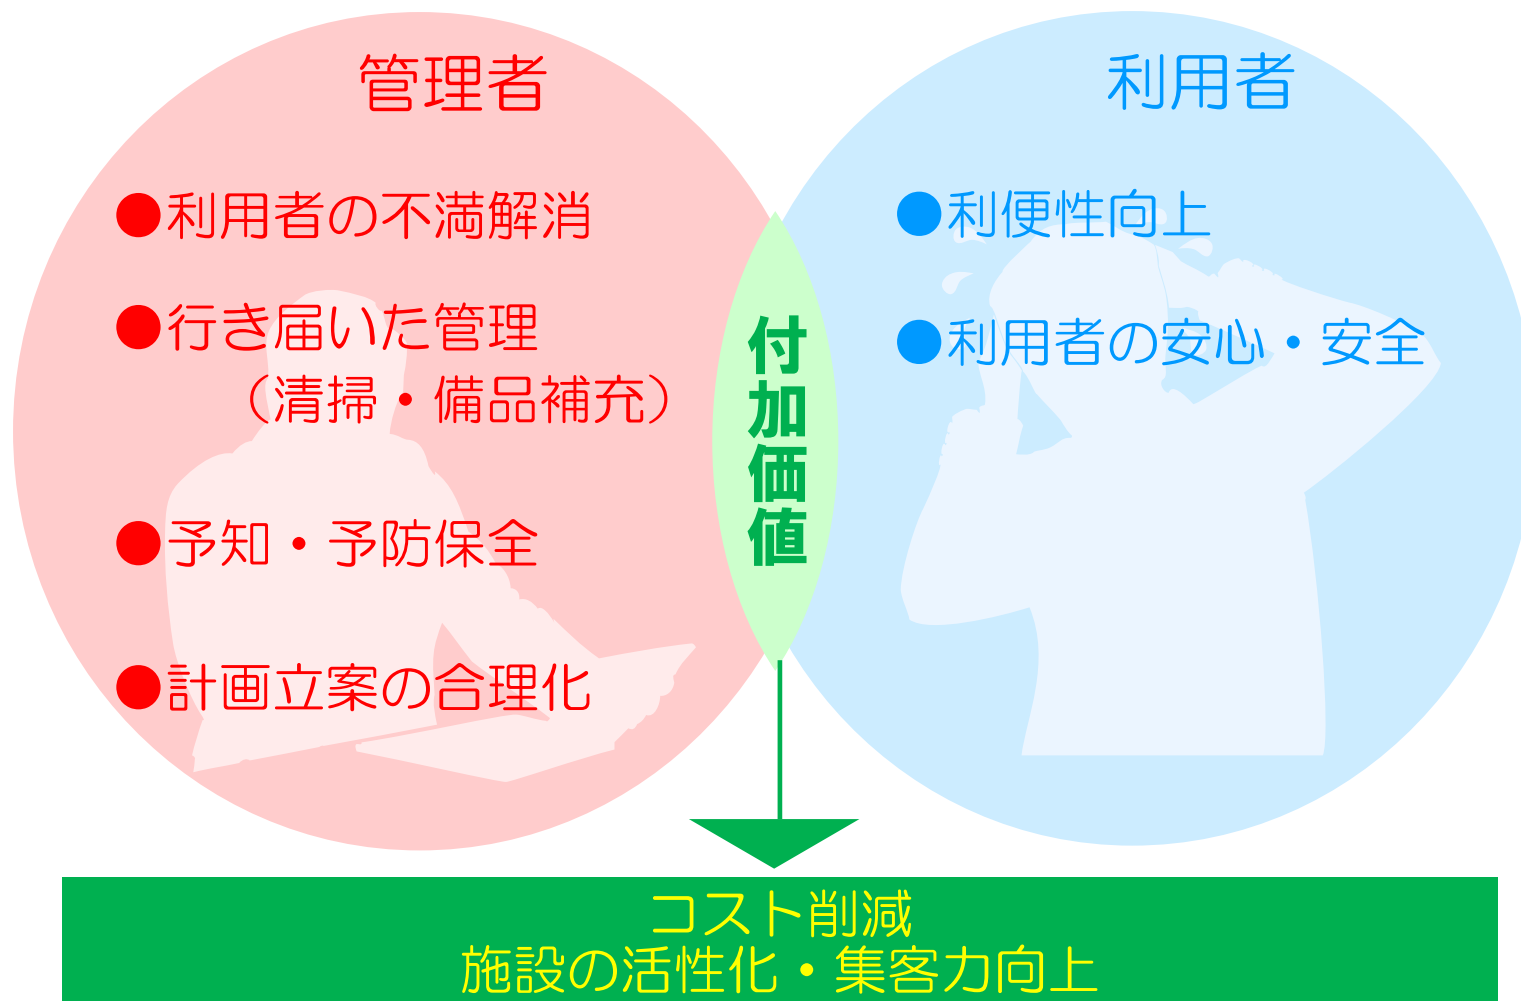 管理者
●利用者の不満解消
●行き届いた管理
（清掃・備品補充）
●予知・予防保全
●計画立案の合理化
付加価値
利用者
●利便性向上
●利用者の安心・安全
コスト削減
施設の活性化・集客力向上